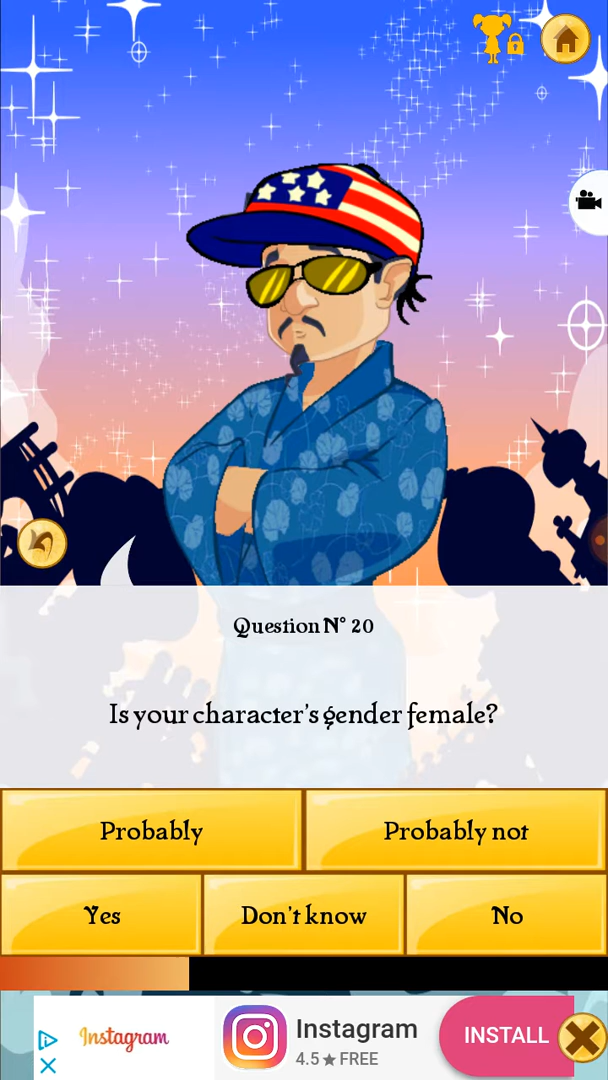 Question N° 20
Is your character's gender female?
Probably
Probably not
Yes
Don't know
No
Instagram
Instagram
4.5★FREE
INSTALL